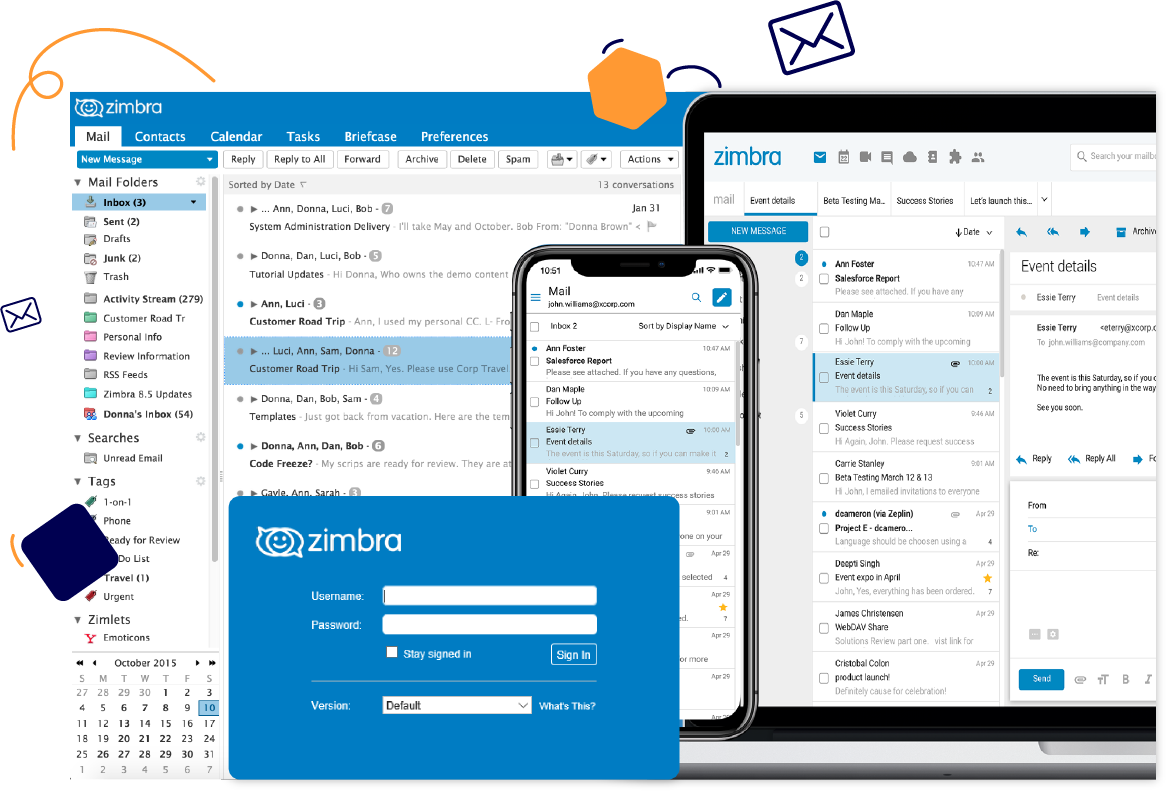 zimbra
Mail Contacts Calendar Tasks Briefcase Preferences
New Message
Reply Reply to All Forward Archive Delete Spam Actions
Mail Folders
Inbox (3)
Sent (2)
Drafts
Junk (2)
Trash
Activity Stream (279)
Customer Road Tr
Personal Info
Review Information
RSS Feeds
Zimbra 8.5 Updates
Donna's Inbox (54)
Searches
Unread Email
Tags
1-on-1
Phone
eady for Review
Do List
Travel (1)
Urgent
Zimlets
Emoticons
October 2015
S M T W T F S
27 28 29 30 1 2 3
4 5 6 7 8 9 10
11 12 13 14 15 16 17
18 19 20 21 22 23 24
25 26 27 28 29 30 31
1 2 3 4 5 6 7
Sorted by Date
13 conversations
... Ann, Donna, Luci, Bob - 7
Jan 31
System Administration Delivery - I'll take May and October. Bob From: "Donna Brown" <
Donna, Dan, Luci, Bob - 5
Tutorial Updates - Hi Donna, Who owns the demo content
Ann, Luci - 3
Customer Road Trip - Ann, I used my personal CC. L- Fro
... Luci, Ann, Sam, Donna - 12
Customer Road Trip - Hi Sam, Yes. Please use Corp Travel
Donna, Dan, Bob, Sam - 4
Templates - Just got back from vacation. Here are the tem
Donna, Ann, Dan, Bob - 6
Code Freeze? - My scrips are ready for review. They are at
Gayle, Ann, Sarah - 3
zimbra
Username:
Password:
Stay signed in
Sign In
Version:
Default
What's This?
10:51
Mail
john.williams@xcorp.com
Inbox 2
Sort by Display Name
Ann Foster 10:47 AM
Salesforce Report
Please see attached. If you have any questions,
Dan Maple 10:09 AM
Follow Up
Hi John! To comply with the upcoming
Essie Terry 10:00 AM
Event details
The event is this Saturday, so if you can make it 2
Violet Curry 9:46 AM
Success Stories
Hi Again, John. Please request success stories
9:01 AM
one on your
Apr 29
selected 4
Apr 29
ed. 7
Apr 29
or more
Apr 29
Apr 29
zimbra
Search your mailbo
mail
Event details
Beta Testing Ma...
Success Stories
Let's launch this...
NEW MESSAGE
2
2
7
5
Date
Archiv
Ann Foster 10:47 AM
Salesforce Report
Please see attached. If you have any
Dan Maple 10:09 AM
Follow Up
Hi John! To comply with the upcoming
Essie Terry 10:00 AM
Event details
The event is this Saturday, so if you can 2
Violet Curry 9:46 AM
Success Stories
Hi Again, John. Please request success
Carrie Stanley 9:01 AM
Beta Testing March 12 & 13
Hi John, I emailed invitations to everyone
dcameron (via Zeplin) Apr 29
Project E - dcamero...
Language should be choosen using a 4
Deepti Singh Apr 29
Event expo in April
John, Yes, everything has been ordered. 7
James Christensen Apr 29
WebDAV Share
Solutions Review part one. vist link for
Cristobal Colon Apr 29
product launch!
Definitely cause for celebration!
Event details
Essie Terry Event details
Essie Terry <eterry@xcorp.
To john.williams@company.com
The event is this Saturday, so if you c
No need to bring anything in the way
See you soon.
Reply Reply All Fo
From
To
Re:
Send
B I